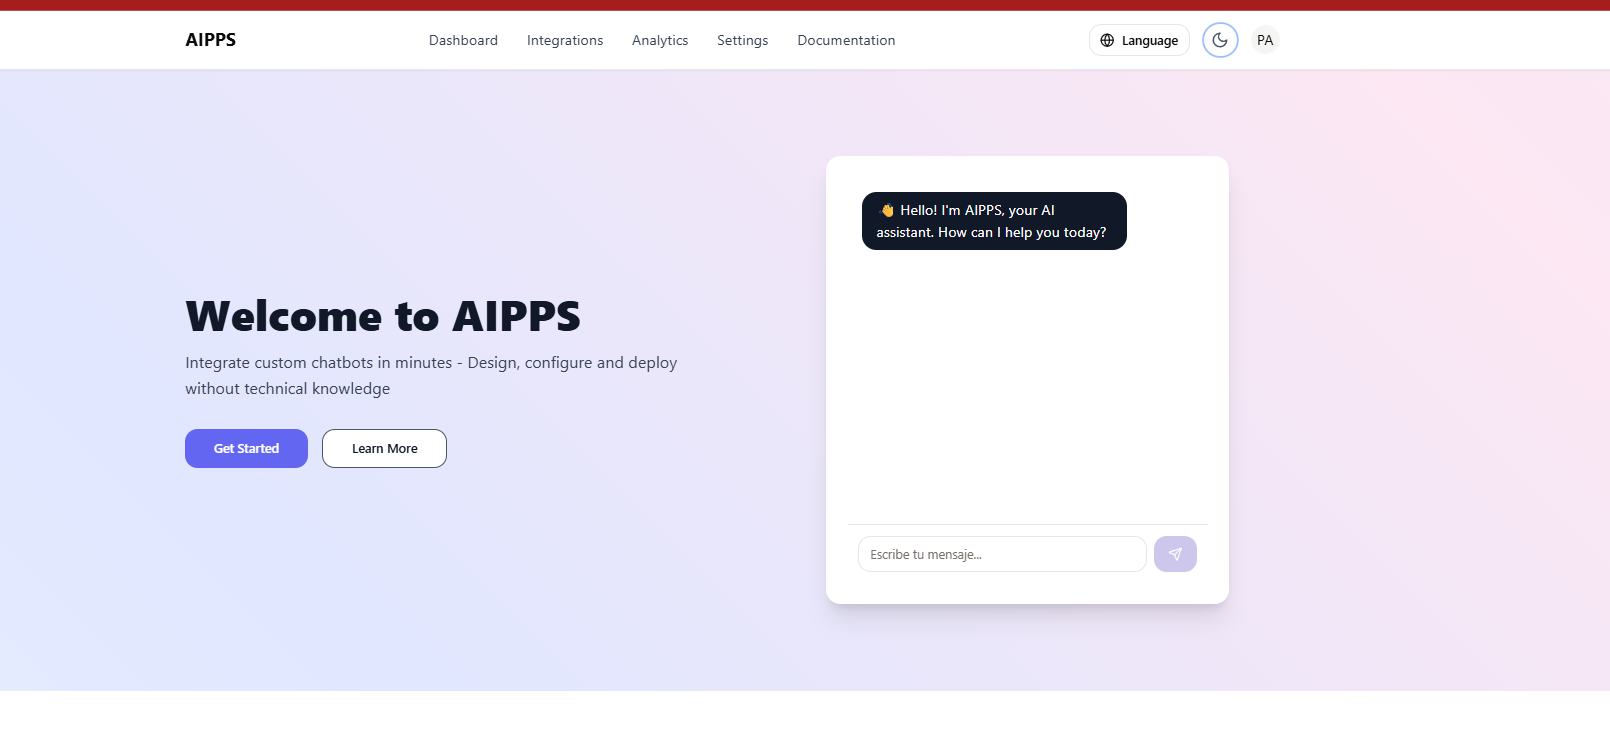 AIPPS
Dashboard
Integrations
Analytics
Settings
Documentation
Language
PA
Welcome to AIPPS
Integrate custom chatbots in minutes - Design, configure and deploy
without technical knowledge
Get Started
Learn More
👋 Hello! I'm AIPPS, your AI
assistant. How can I help you today?
Escribe tu mensaje...